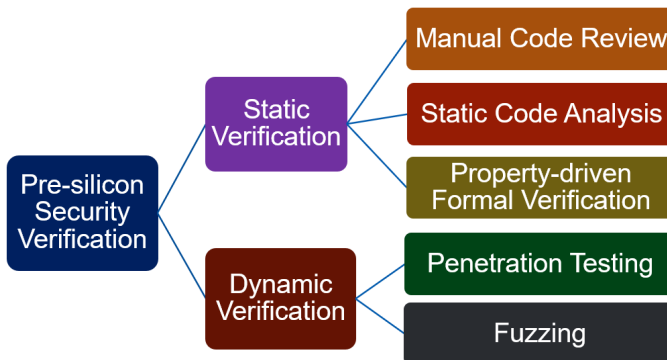 Pre-silicon
Security
Verification
Static
Verification
Manual Code Review
Static Code Analysis
Property-driven
Formal Verification
Dynamic
Verification
Penetration Testing
Fuzzing